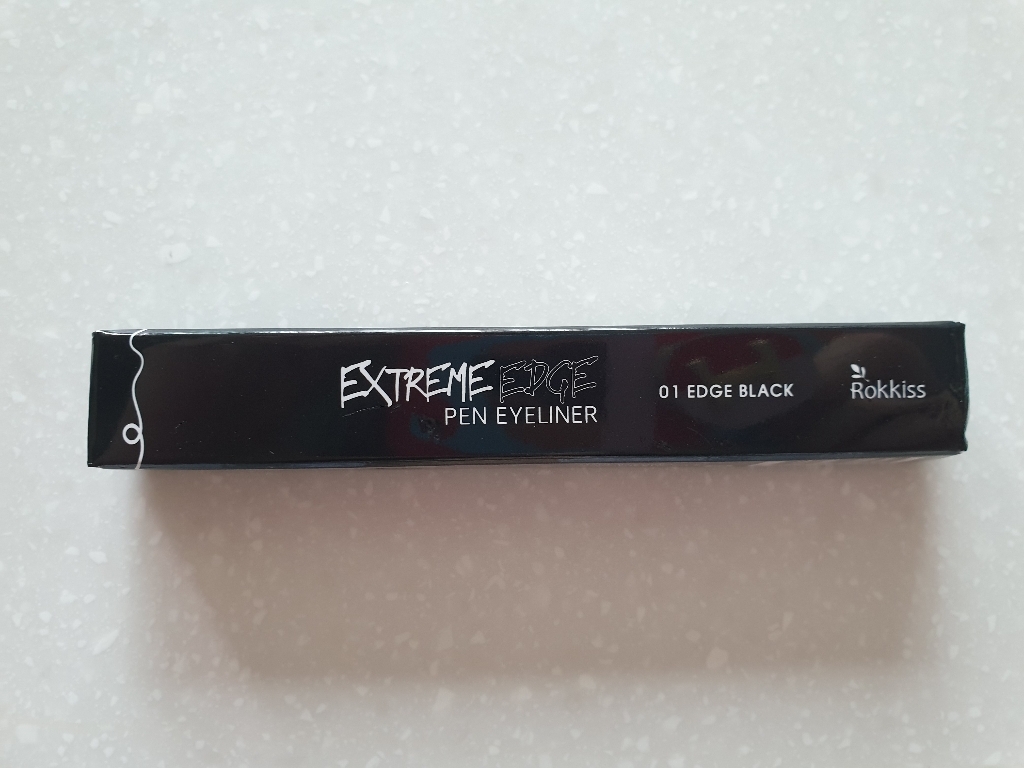 EXTREME EDGE
PEN EYELINER
01 EDGE BLACK
Rokkiss